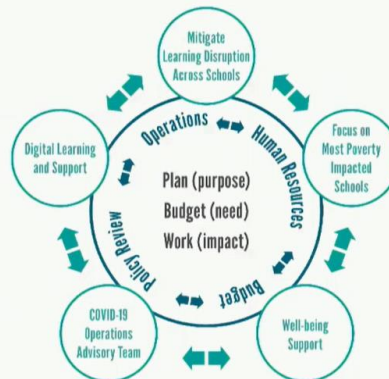 Mitigate
Learning Disruption
Across Schools
Digital Learning
and Support
Focus on
Most Poverty
Impacted
Schools
Operations
Human Resources
Plan (purpose)
Budget (need)
Work (impact)
Policy Review
Budget
COVID-19
Operations
Advisory Team
Well-being
Support